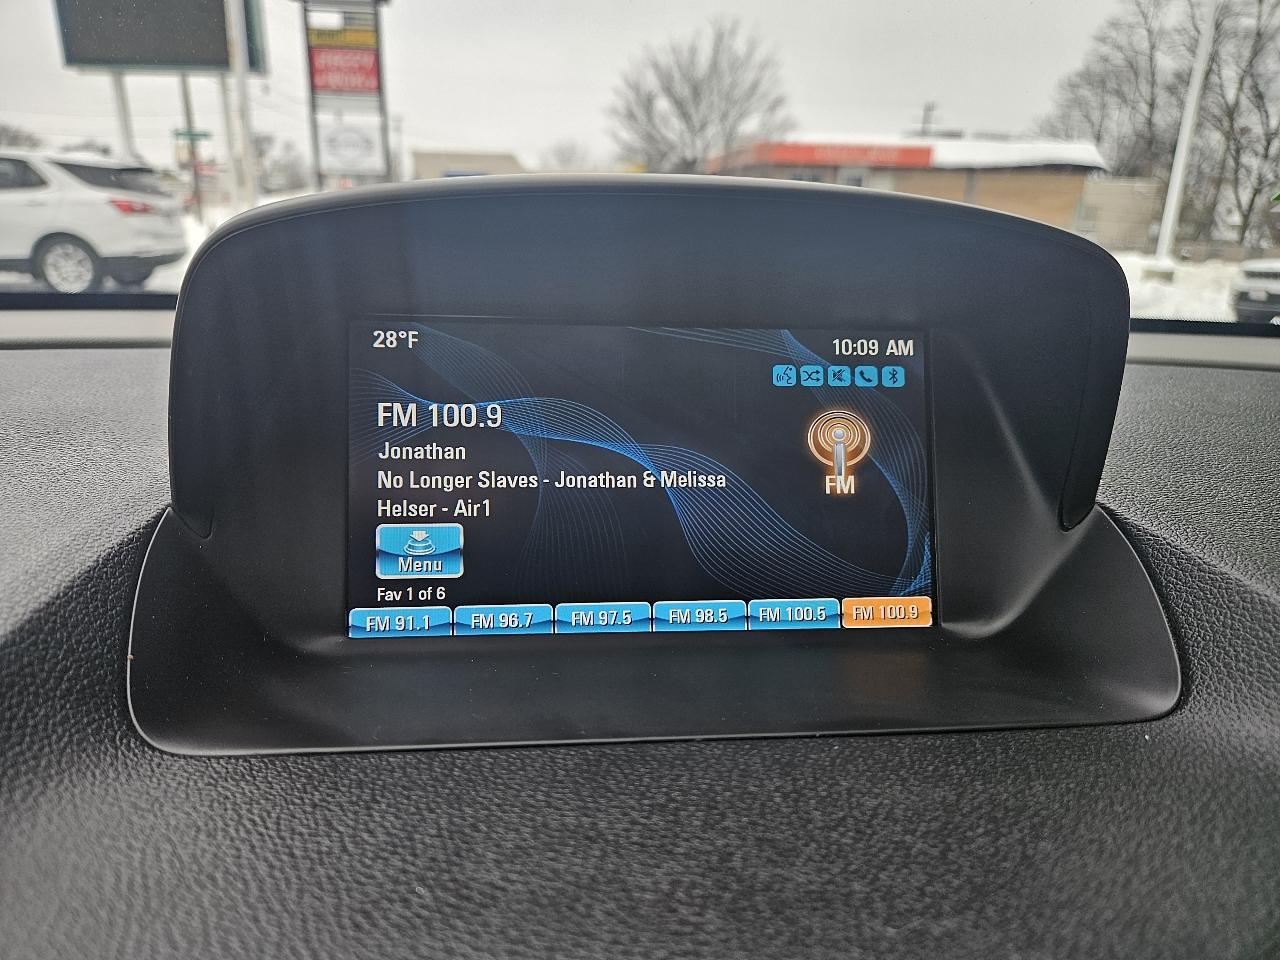 28°F
10:09 AM
FM 100.9
Jonathan
No Longer Slaves - Jonathan & Melissa
Helser - Air1
FM
Menu
Fav 1 of 6
FM 91.1
FM 96.7
FM 97.5
FM 98.5
FM 100.5
FM 100.9